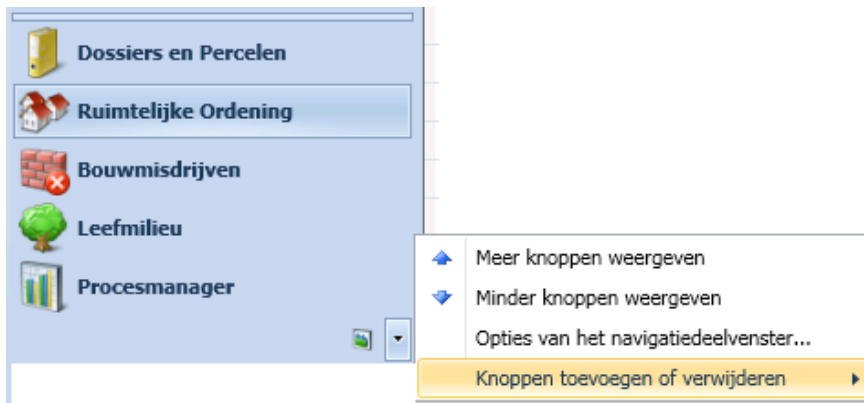 Dossiers en Percelen
Ruimtelijke Ordening
Bouwmisdrijven
Leefmilieu
Procesmanager
Meer knoppen weergeven
Minder knoppen weergeven
Opties van het navigatiedeelvenster...
Knoppen toevoegen of verwijderen